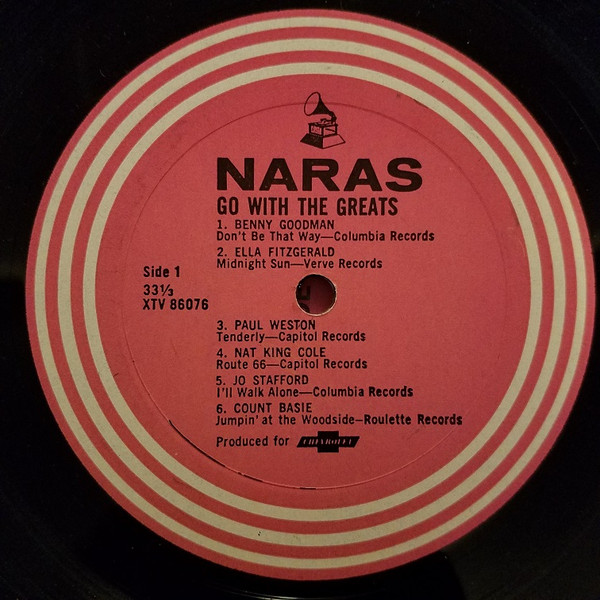 NARAS
GO WITH THE GREATS
1. BENNY GOODMAN
Don't Be That Way—Columbia Records
2. ELLA FITZGERALD
Midnight Sun—Verve Records
Side 1
33⅓
XTV 86076
3. PAUL WESTON
Tenderly—Capitol Records
4. NAT KING COLE
Route 66—Capitol Records
5. JO STAFFORD
I'll Walk Alone—Columbia Records
6. COUNT BASIE
Jumpin' at the Woodside—Roulette Records
Produced for CHEVROLET